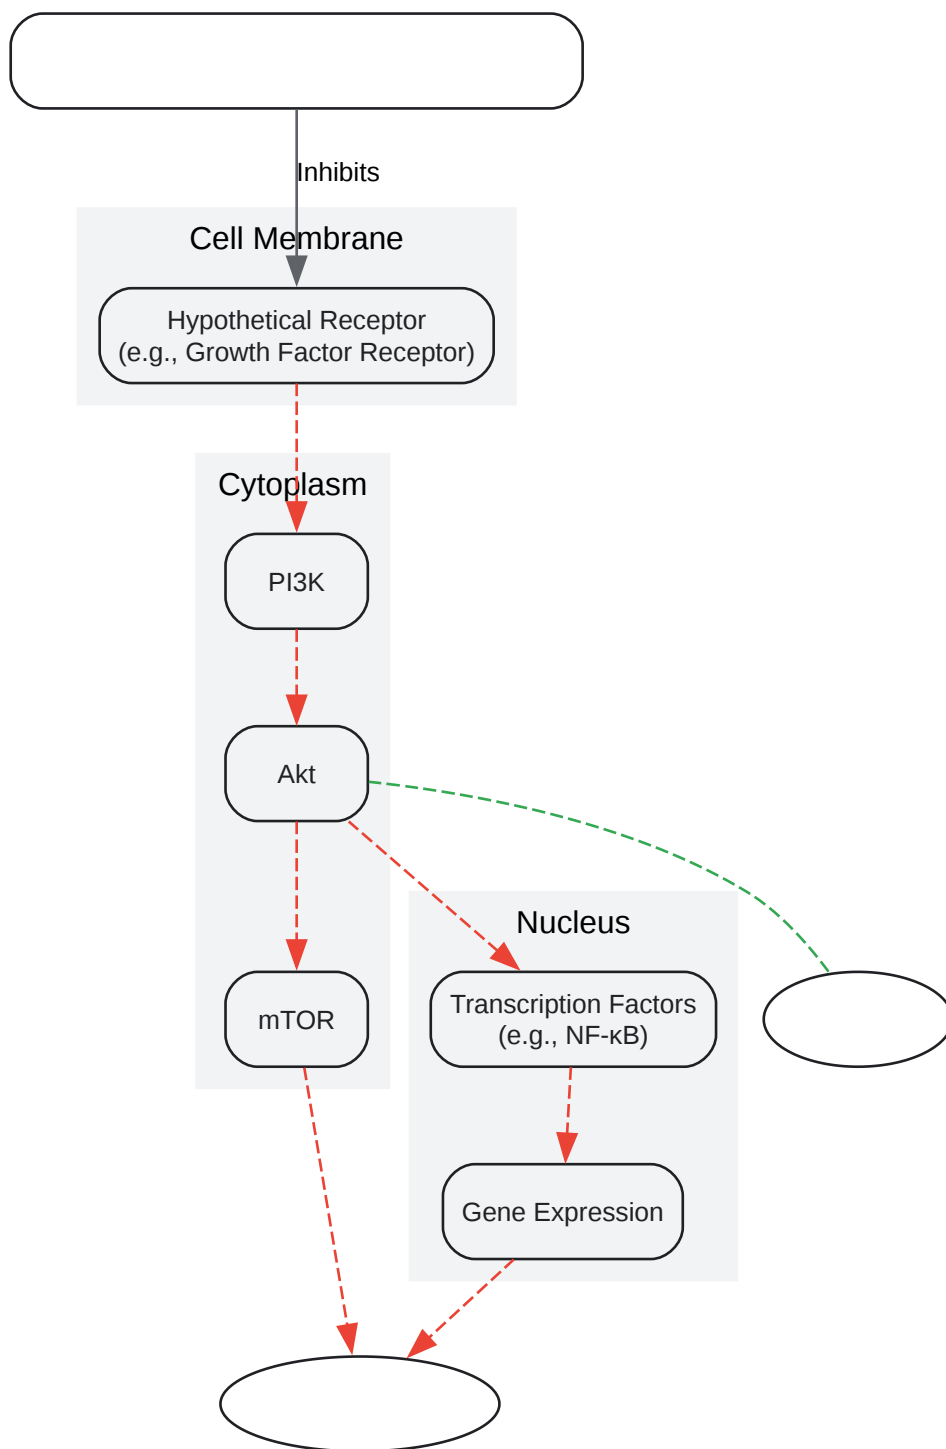 Inhibits
Cell Membrane
Hypothetical Receptor
(e.g., Growth Factor Receptor)
Cytoplasm
PI3K
Akt
Nucleus
mTOR
Transcription Factors
(e.g., NF-κB)
Gene Expression